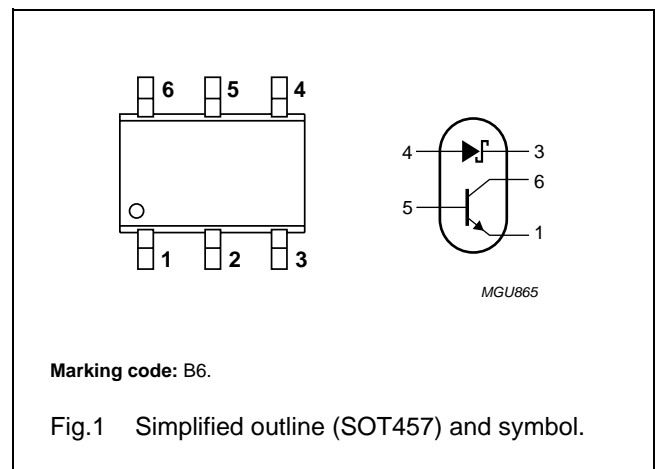 6 5 4
4 3
6
5
1
1 2 3
MGU865
Marking code: B6.
Fig.1 Simplified outline (SOT457) and symbol.